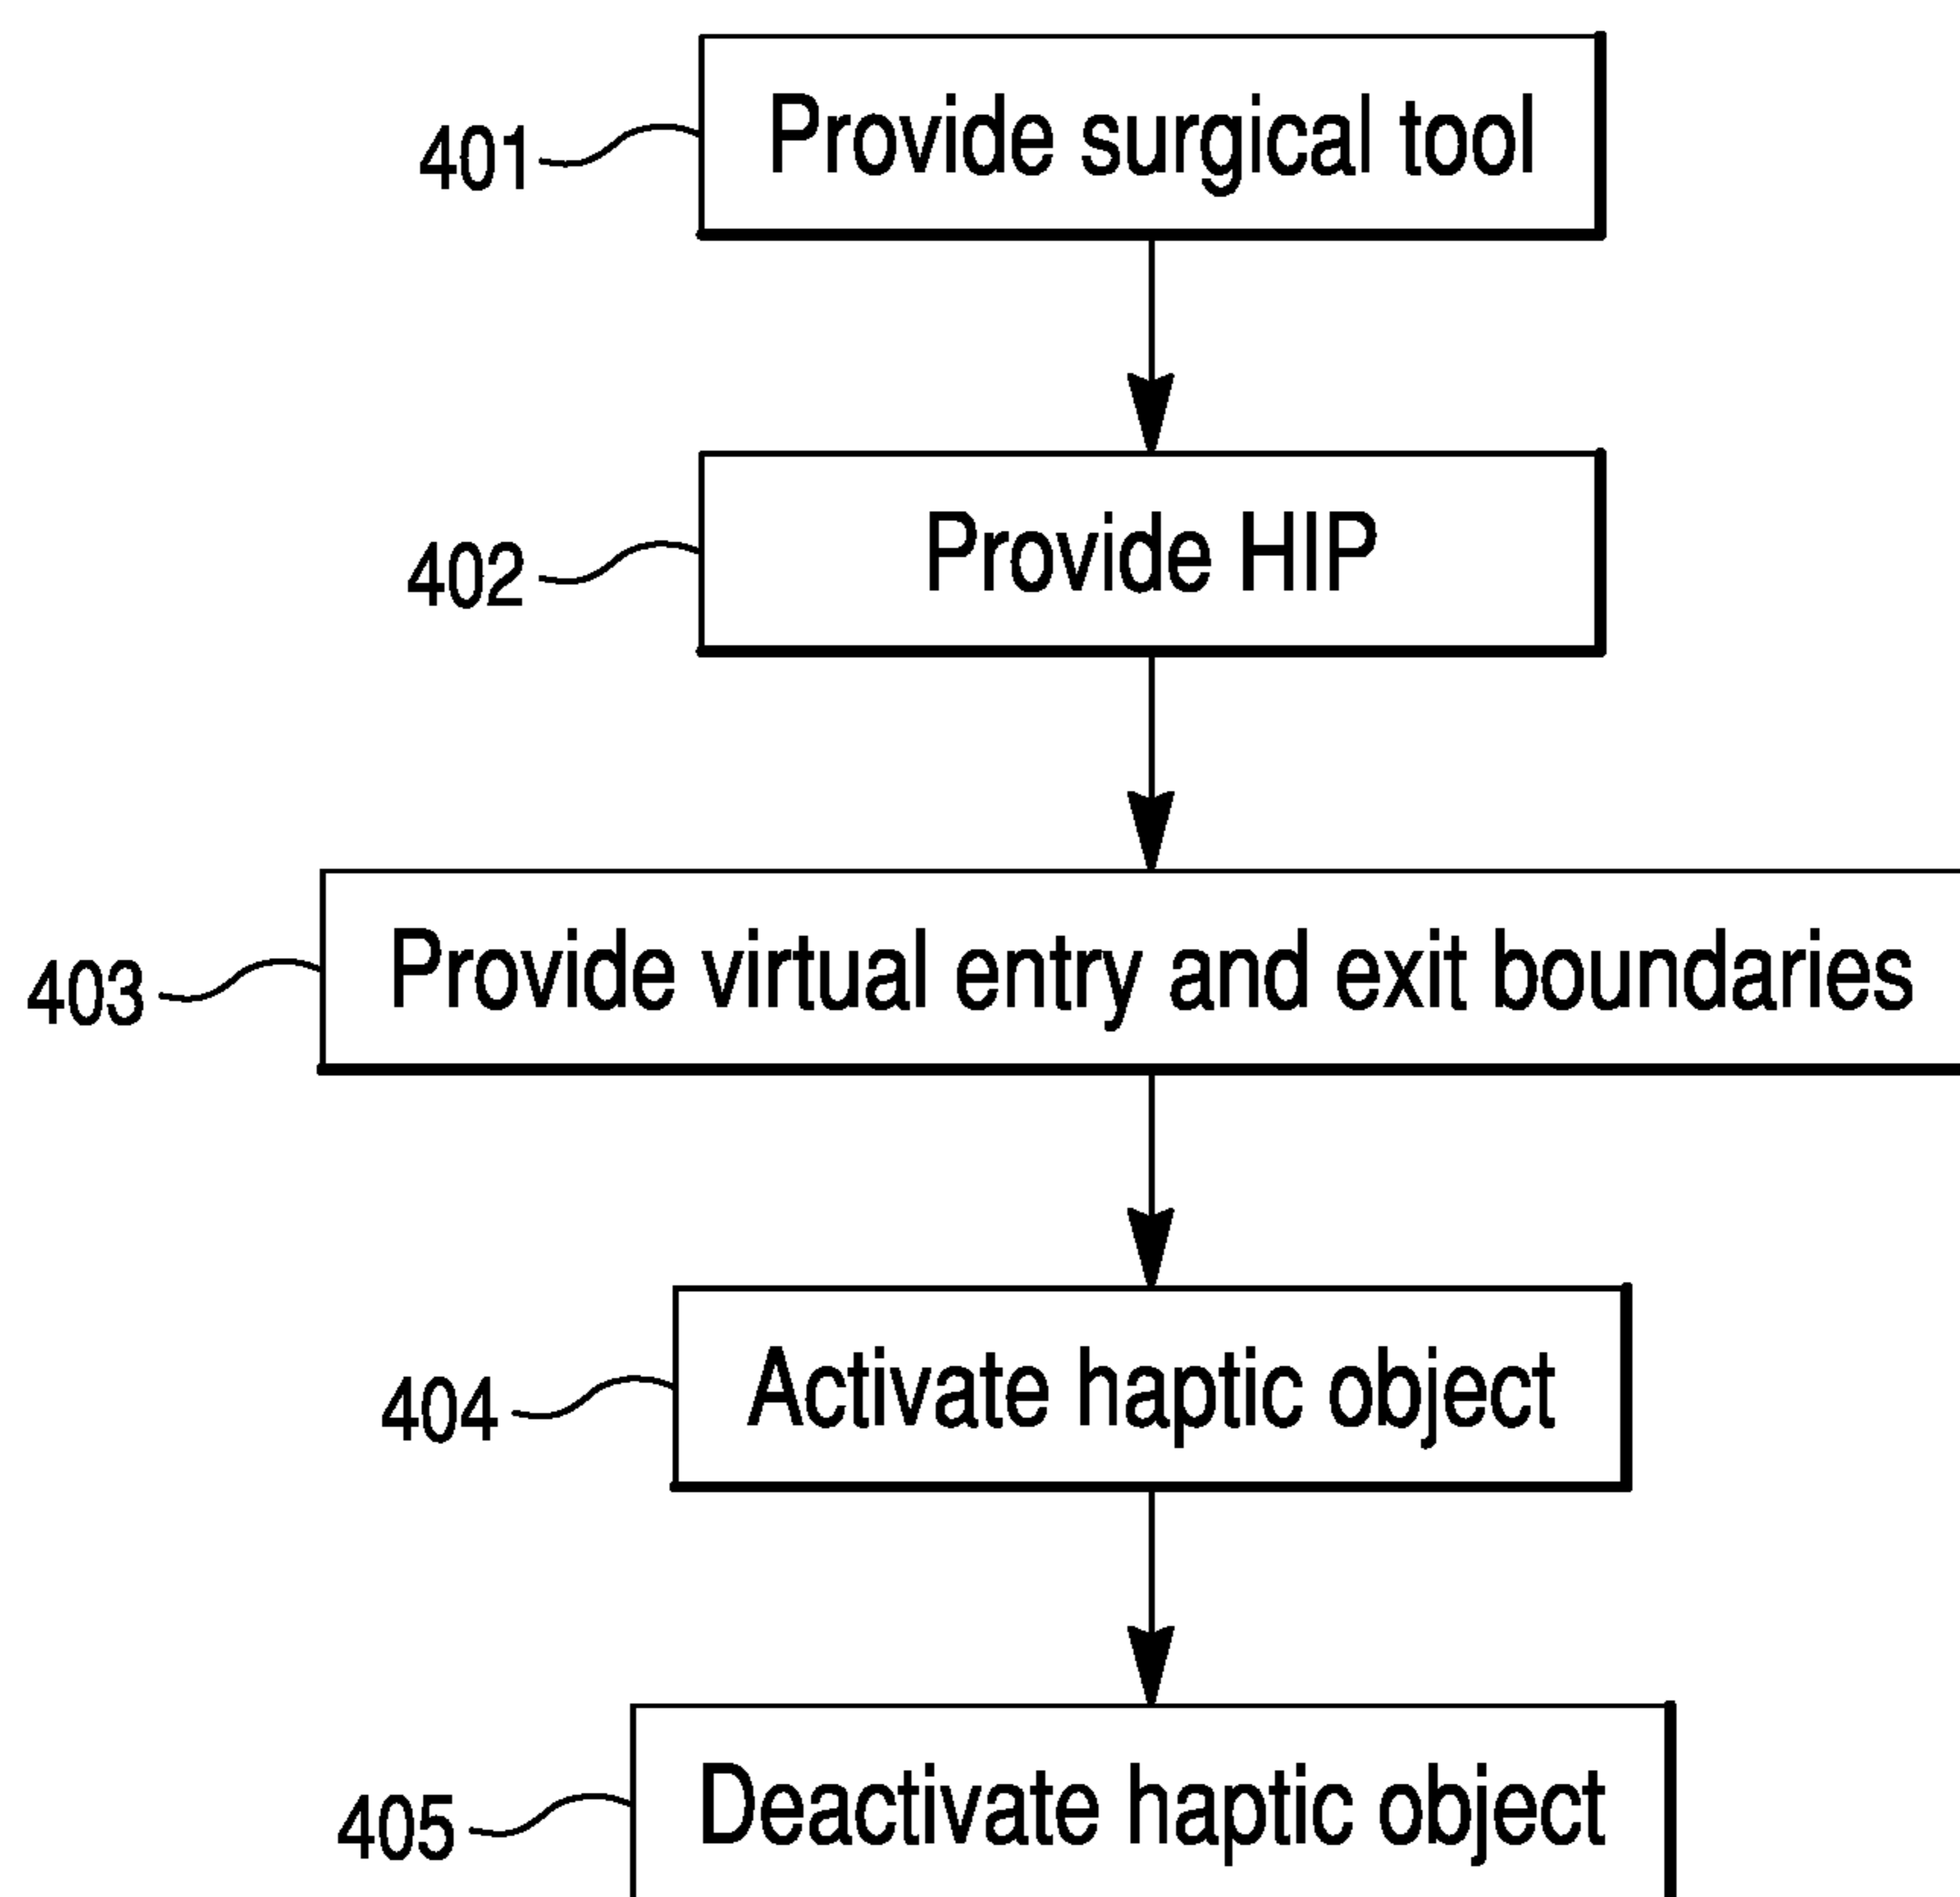 401 Provide surgical tool
402 Provide HIP
403 Provide virtual entry and exit boundaries
404 Activate haptic object
405 Deactivate haptic object